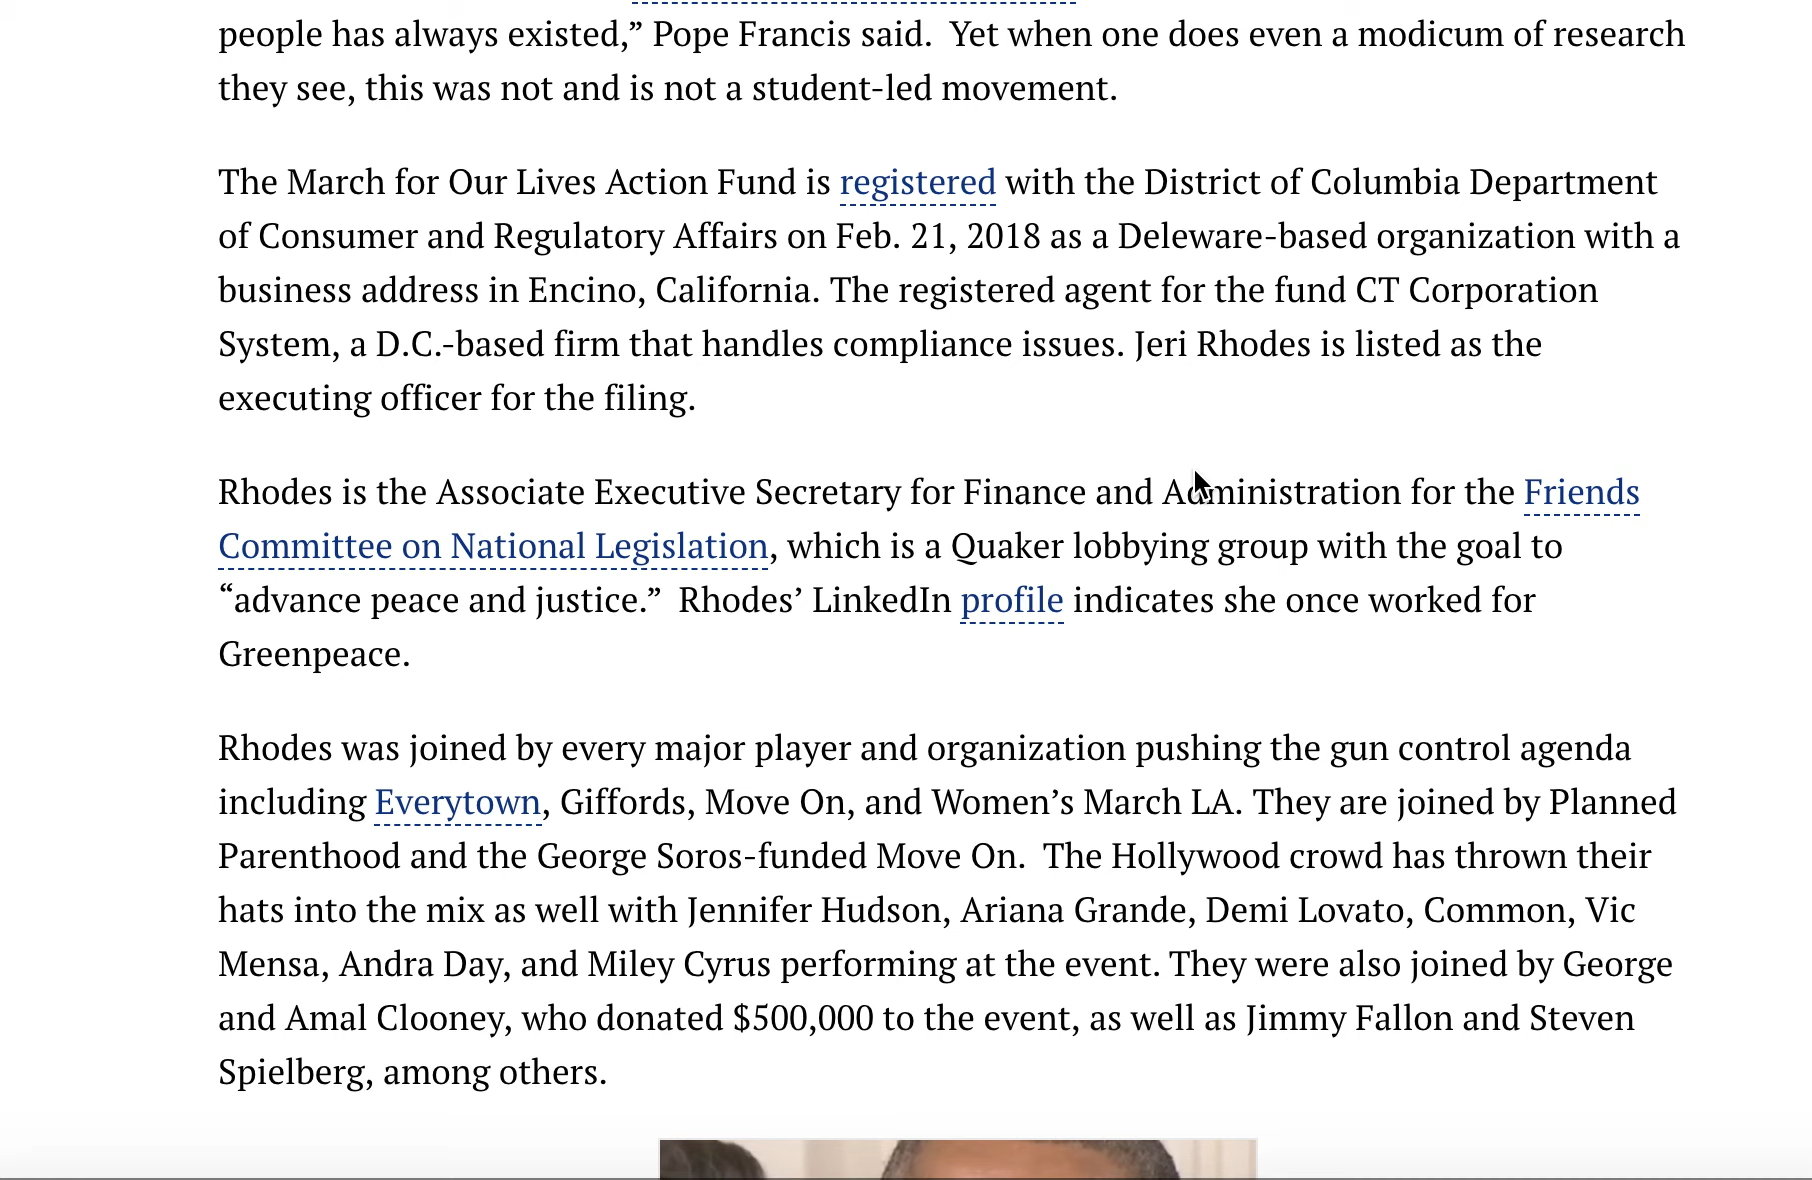 people has always existed,” Pope Francis said.  Yet when one does even a modicum of research
they see, this was not and is not a student-led movement.
The March for Our Lives Action Fund is registered with the District of Columbia Department
of Consumer and Regulatory Affairs on Feb. 21, 2018 as a Deleware-based organization with a
business address in Encino, California. The registered agent for the fund CT Corporation
System, a D.C.-based firm that handles compliance issues. Jeri Rhodes is listed as the
executing officer for the filing.
Rhodes is the Associate Executive Secretary for Finance and Administration for the Friends
Committee on National Legislation, which is a Quaker lobbying group with the goal to
“advance peace and justice.”  Rhodes’ LinkedIn profile indicates she once worked for
Greenpeace.
Rhodes was joined by every major player and organization pushing the gun control agenda
including Everytown, Giffords, Move On, and Women’s March LA. They are joined by Planned
Parenthood and the George Soros-funded Move On.  The Hollywood crowd has thrown their
hats into the mix as well with Jennifer Hudson, Ariana Grande, Demi Lovato, Common, Vic
Mensa, Andra Day, and Miley Cyrus performing at the event. They were also joined by George
and Amal Clooney, who donated $500,000 to the event, as well as Jimmy Fallon and Steven
Spielberg, among others.